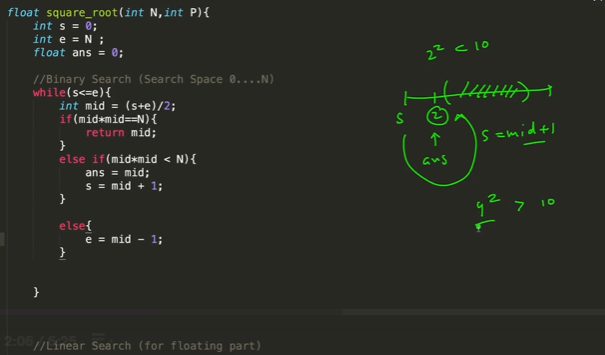 float square_root(int N,int P){
int s = 0;
int e = N ;
float ans = 0;
//Binary Search (Search Space 0....N)
while(s<=e){
int mid = (s+e)/2;
if(mid*mid==N){
return mid;
}
else if(mid*mid < N){
ans = mid;
s = mid + 1;
}
else{
e = mid - 1;
}
}
//Linear Search (for floating part)
2² < 10
s 2
s = mid+1
ans
4² > 10
2:06